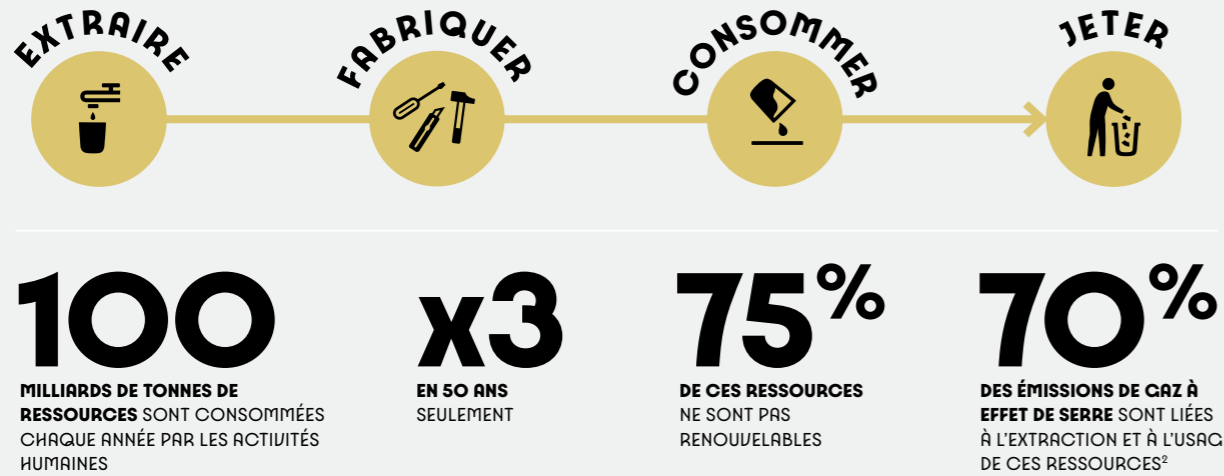 EXTRAIRE
FABRIQUER
CONSOMMER
JETER
100
MILLIARDS DE TONNES DE
RESSOURCES SONT CONSOMMÉES
CHAQUE ANNÉE PAR LES ACTIVITÉS
HUMAINES
x3
EN 50 ANS
SEULEMENT
75%
DE CES RESSOURCES
NE SONT PAS
RENOUVELABLES
70%
DES ÉMISSIONS DE GAZ À
EFFET DE SERRE SONT LIÉES
À L'EXTRACTION ET À L'USAG
DE CES RESSOURCES²